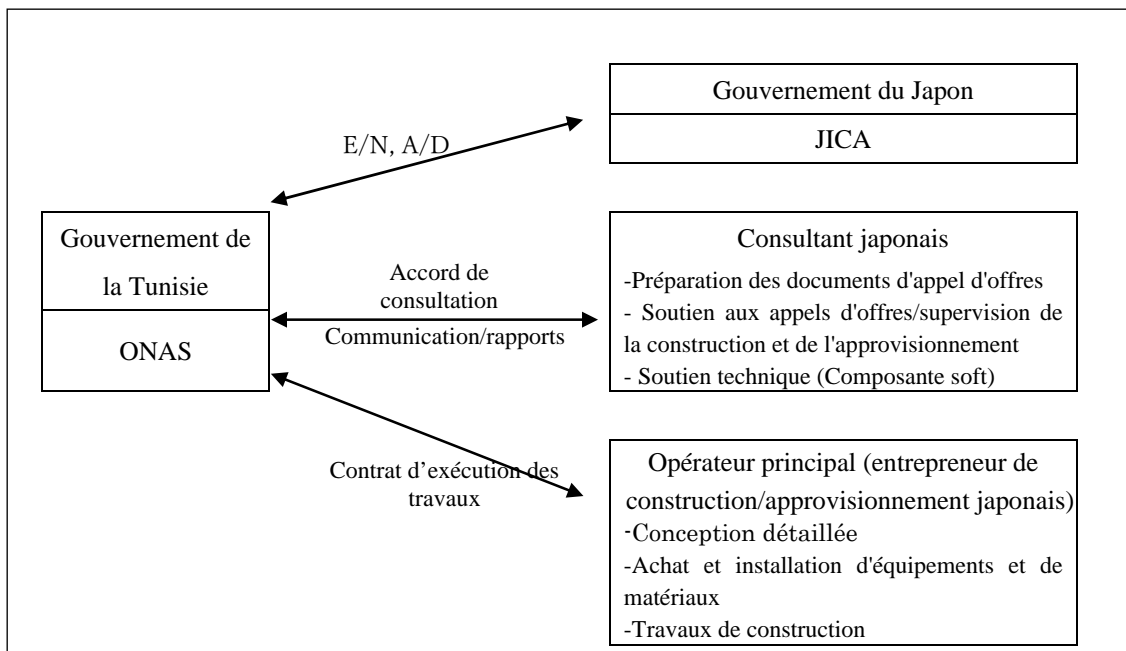 Gouvernement du Japon
JICA
E/N, A/D
Gouvernement de
la Tunisie
ONAS
Accord de
consultation
Communication/rapports
Consultant japonais
-Préparation des documents d'appel d'offres
- Soutien aux appels d'offres/supervision de
la construction et de l'approvisionnement
- Soutien technique (Composante soft)
Contrat d’exécution des
travaux
Opérateur principal (entrepreneur de
construction/approvisionnement japonais)
-Conception détaillée
-Achat et installation d'équipements et de
matériaux
-Travaux de construction